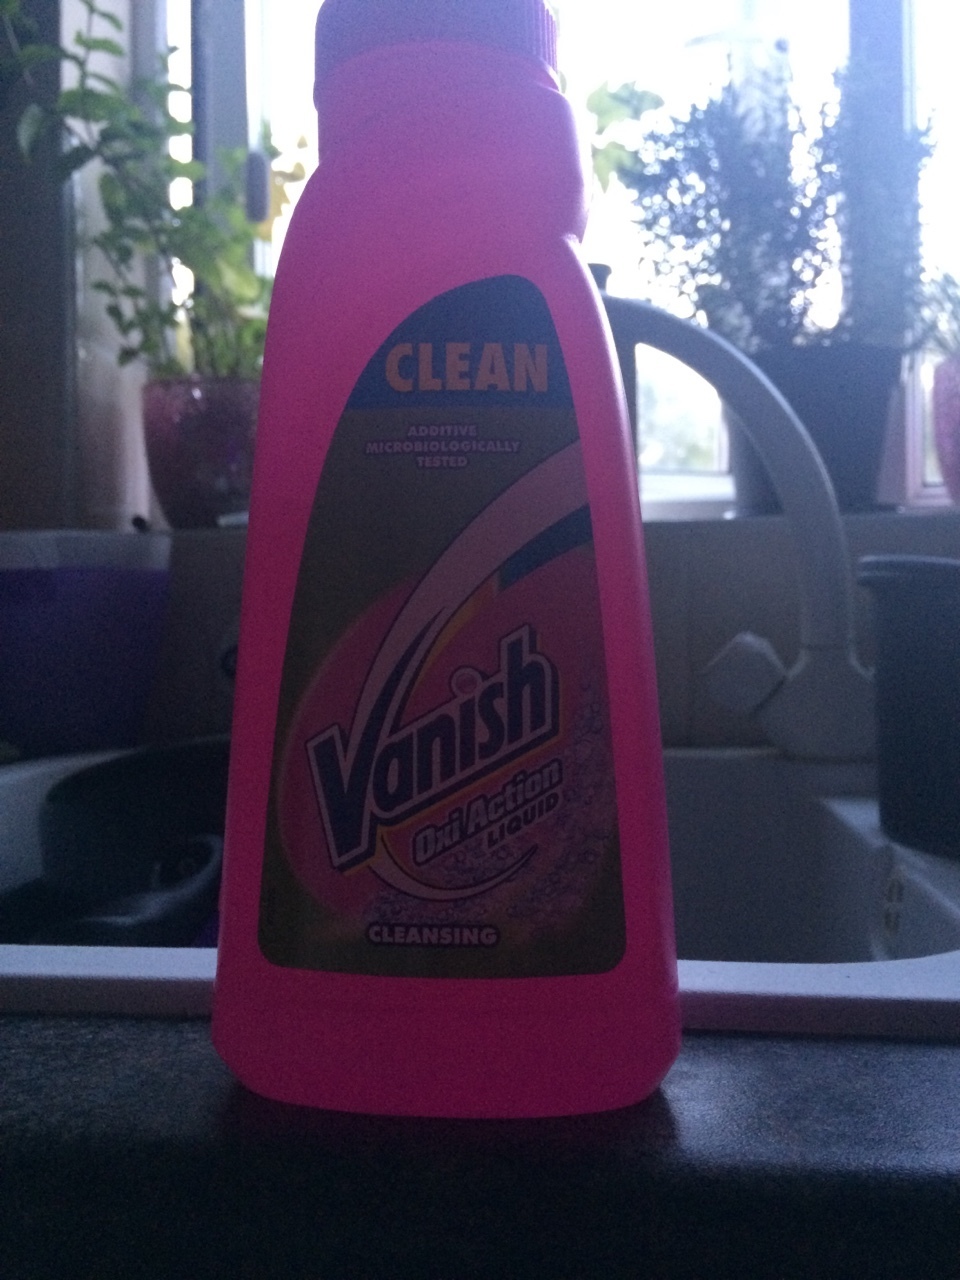 CLEAN
ADDITIVE
MICROBIOLOGICALLY
TESTED
Vanish
Oxi Action
LIQUID
CLEANSING